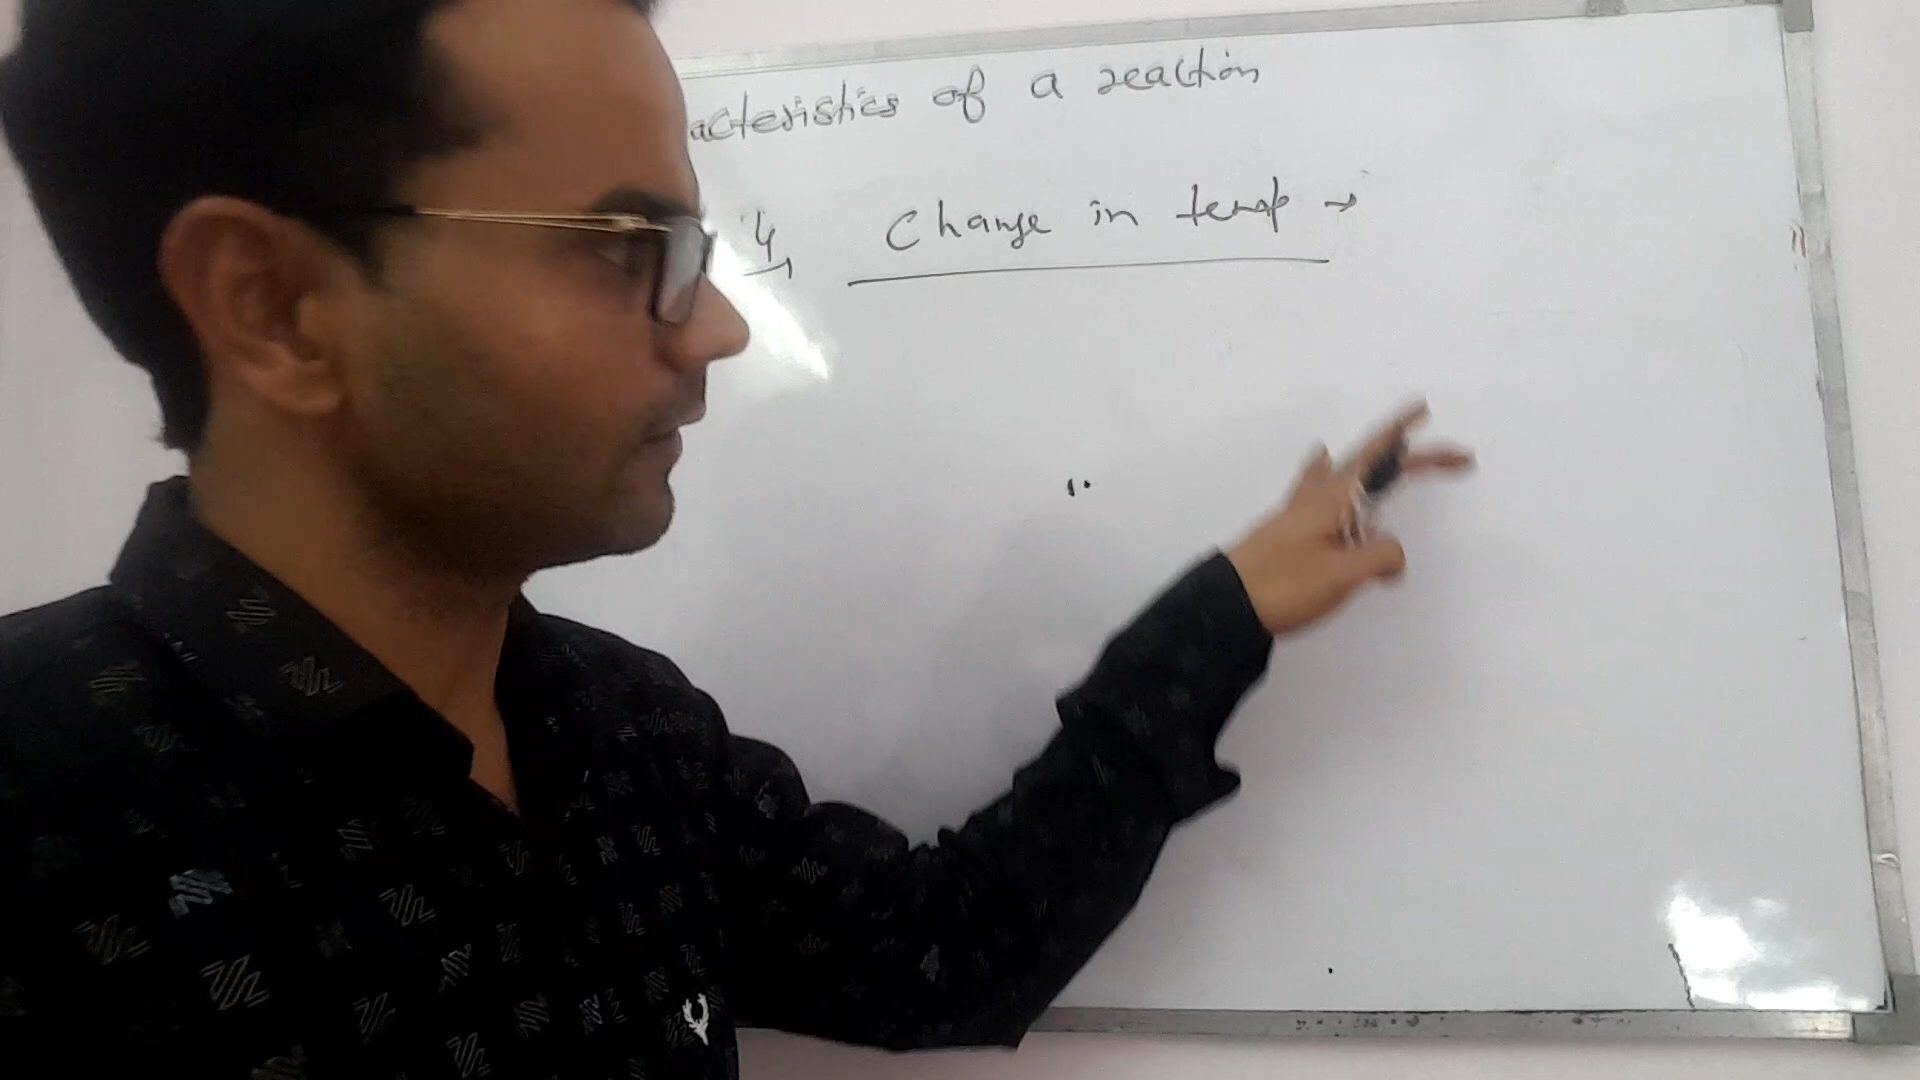 acteristics of a reaction
4 Change in temp →